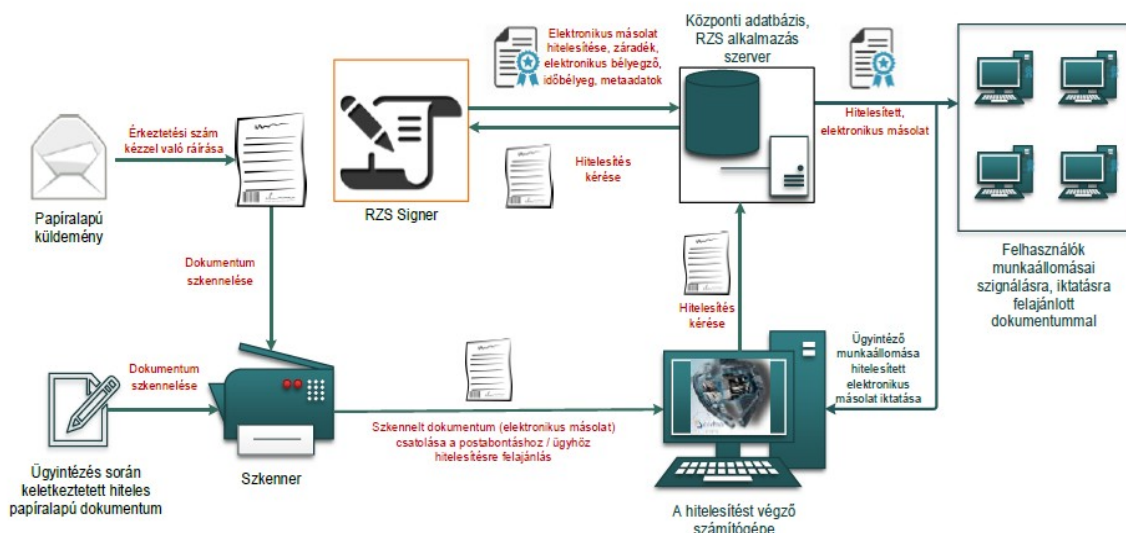 Központi adatbázis,
RZS alkalmazás
szerver
Elektronikus másolat
hitelesítése, záradék,
elektronikus bélyegző,
időbélyeg, metaadatok
Hitelesített,
elektronikus másolat
Érkeztetési szám
kézzel való ráírása
Hitelesítés
kérése
Papíralapú
küldemény
RZS Signer
Felhasználók
munkaállomásai
szignálásra, iktatásra
felajánlott
dokumentummal
Dokumentum
szkennelése
Hitelesítés
kérése
Ügyintéző
munkaállomása
hitelesített
elektronikus
másolat iktatása
Dokumentum
szkennelése
Szkennelt dokumentum (elektronikus másolat)
csatolása a postabontáshoz / ügyhöz
hitelesítésre felajánlás
Ügyintézés során
keletkeztetett hiteles
papíralapú dokumentum
Szkenner
A hitelesítést végző
számítógépe